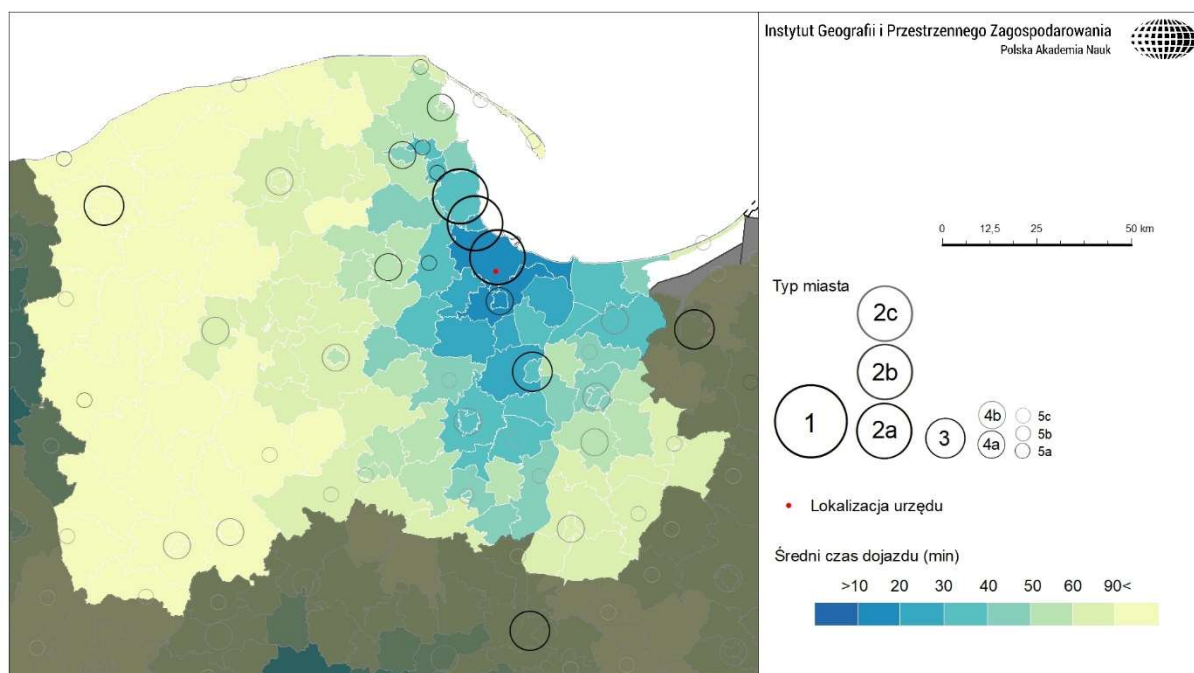 Instytut Geografii i Przestrzennego Zagospodarowania
Polska Akademia Nauk
0 12,5 25 50 km
Typ miasta
2c
2b
1 2a 3 4b 4a 5c 5b 5a
Lokalizacja urzędu
Średni czas dojazdu (min)
>10 20 30 40 50 60 90<